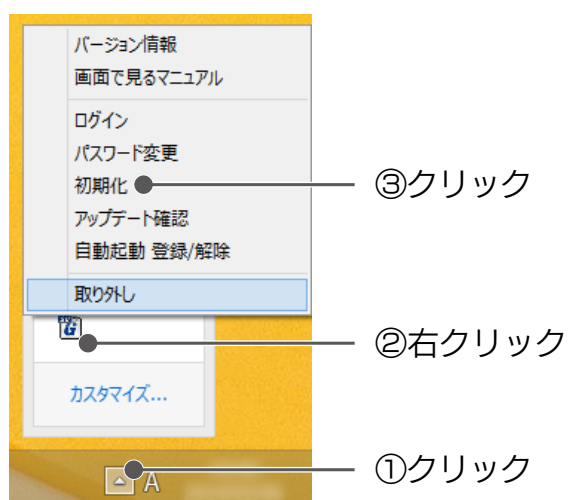 バージョン情報
画面で見るマニュアル
ログイン
パスワード変更
初期化
③クリック
アップデート確認
自動起動 登録/解除
取り外し
G
②右クリック
カスタマイズ...
①クリック
A